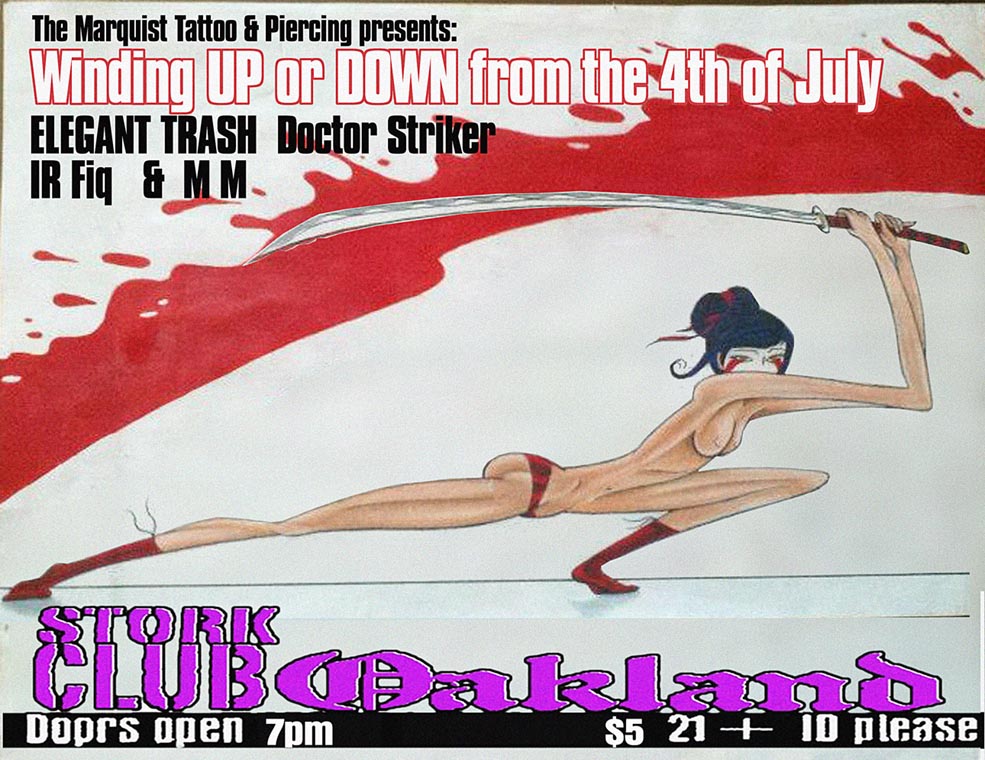 The Marquist Tattoo & Piercing presents:
Winding UP or DOWN from the 4th of July
ELEGANT TRASH Doctor Striker
IR Fiq & M M
STORK
CLUB Oakland
Doors open 7pm $5 21 + ID please